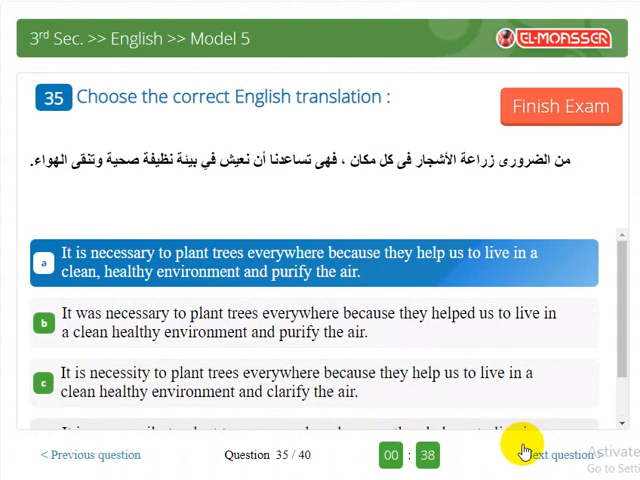 3rd Sec. >> English >> Model 5
EL-MOASSER
35 Choose the correct English translation :
Finish Exam
من الضرورى زراعة الأشجار فى كل مكان ، فهى تساعدنا أن نعيش في بيئة نظيفة صحية وتنقى الهواء.
a It is necessary to plant trees everywhere because they help us to live in a
clean, healthy environment and purify the air.
b It was necessary to plant trees everywhere because they helped us to live in
a clean healthy environment and purify the air.
c It is necessity to plant trees everywhere because they help us to live in a
clean healthy environment and clarify the air.
< Previous question
Question 35 / 40
00 : 38
Next question >
Activate
Go to Setti